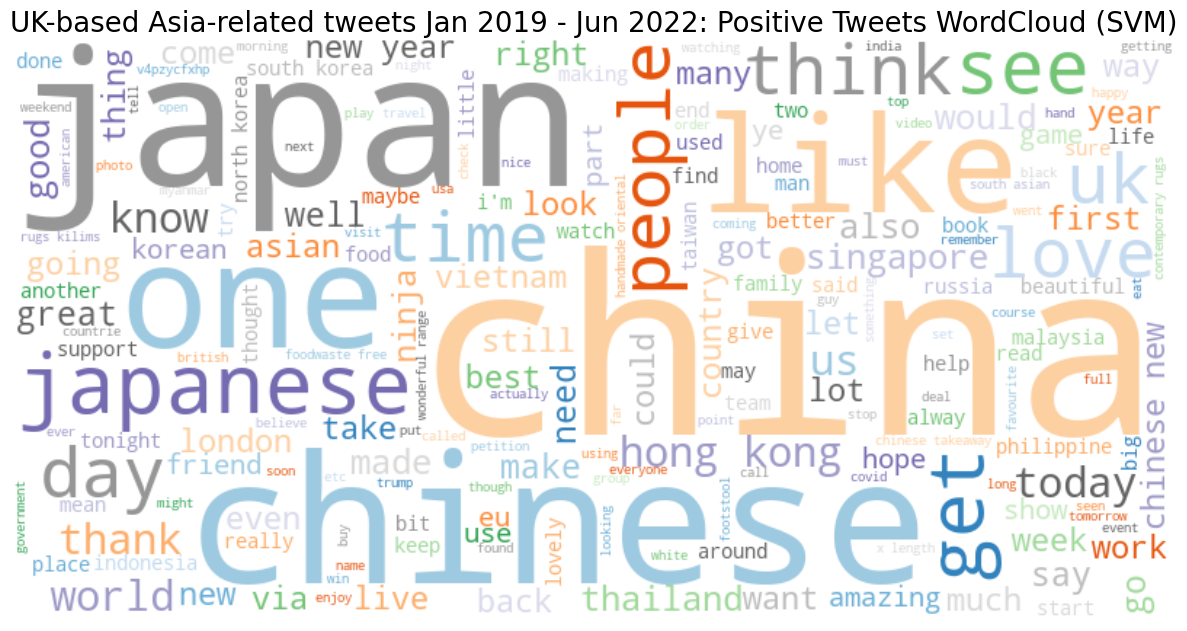 UK-based Asia-related tweets Jan 2019 - Jun 2022: Positive Tweets WordCloud (SVM)
done
v4pzycfxhp
come
morning
new year
right
watching
india
getting
thing
south korea
night
making
people
many
think
see
way
weekend
tell
open
japan
north korea
play
travel
little
end
top
happy
good
american
next
check
part
order
used
two
like
video
would
hand
year
photo
nice
ye
game
sure
life
myanmar
maybe
usa
find
home
man
must
black
south asian
uk
know
try
well
i'm
look
handmade oriental
coming
better
also
book
went
first
rugs kilims
visit
time
watch
taiwan
got
remember
love
contemporary rugs
korean
asian
food
singapore
going
one
vietnam
country
family
said
russia
beautiful
eat
another
ninja
guy
something
great
countrie
thought
wonderful range
still
could
give
let
set
course
malaysia
support
british
foodwaste free
china
us
help
read
chinese new
japanese
best
actually
need
may
lot
deal
favourite
full
far
team
stop
alway
ever
believe
take
put
point
tonight
london
called
petition
using
hong kong
hope
chinese takeaway
philippine
big
day
friend
soon
made
make
everyone
call
covid
get
long
today
mean
etc
trump
though
group
seen
tomorrow
government
might
chinese
even
bit
eu
use
looking
footstool
show
event
thank
really
buy
keep
found
lovely
white
around
x length
week
work
place
indonesia
name
win
say
world
new
via
enjoy
live
back
thailand
want
amazing
much
start
go